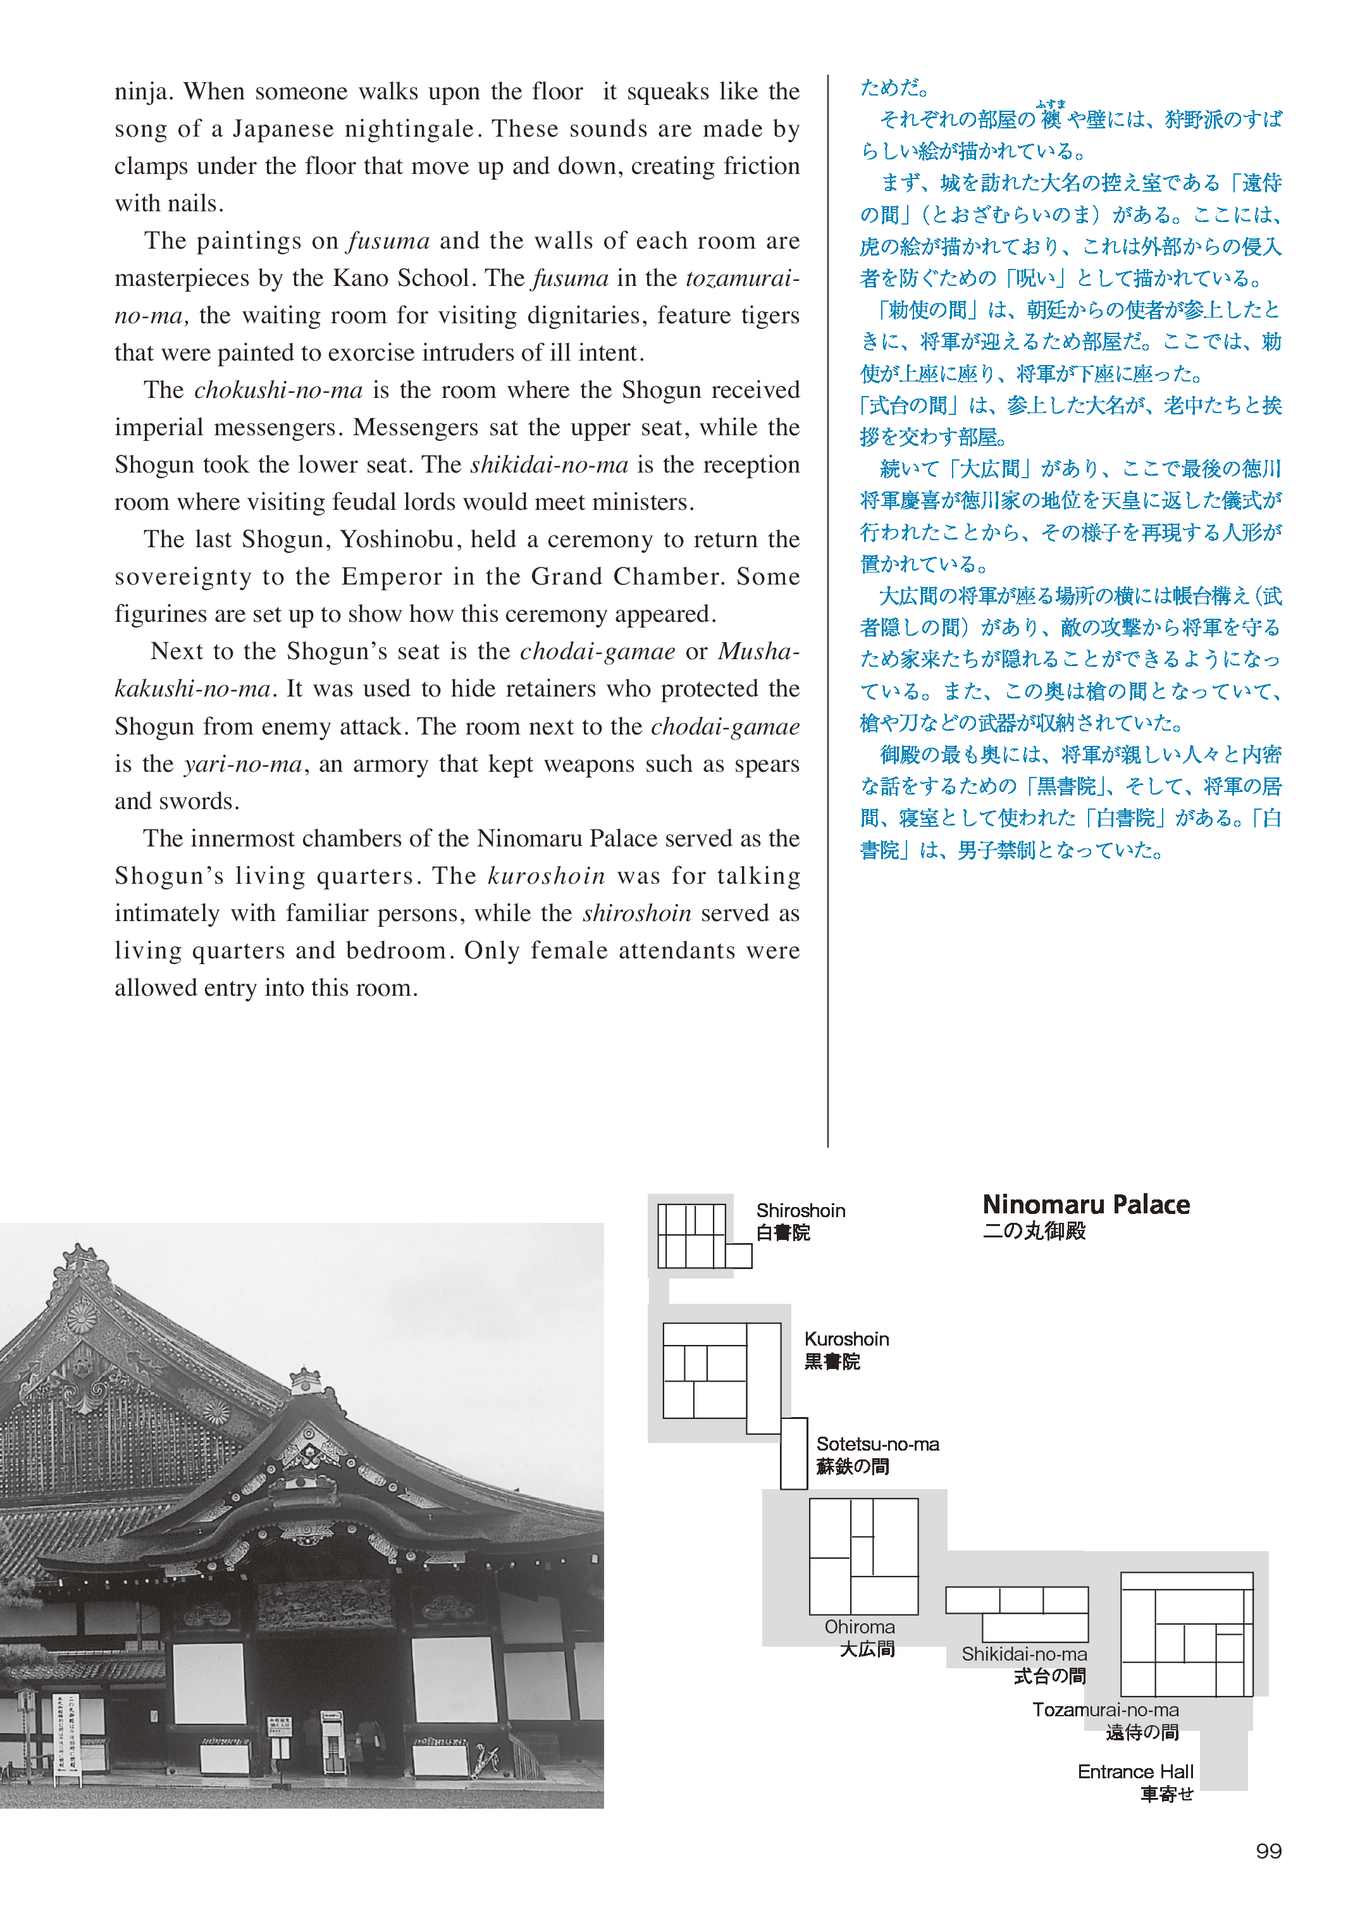 ninja. When someone walks upon the floor  it squeaks like the
song of a Japanese nightingale. These sounds are made by
clamps under the floor that move up and down, creating friction
with nails.
The paintings on fusuma and the walls of each room are
masterpieces by the Kano School. The fusuma in the tozamurai-
no-ma, the waiting room for visiting dignitaries, feature tigers
that were painted to exorcise intruders of ill intent.
The chokushi-no-ma is the room where the Shogun received
imperial messengers. Messengers sat the upper seat, while the
Shogun took the lower seat. The shikidai-no-ma is the reception
room where visiting feudal lords would meet ministers.
The last Shogun, Yoshinobu, held a ceremony to return the
sovereignty to the Emperor in the Grand Chamber. Some
figurines are set up to show how this ceremony appeared.
Next to the Shogun's seat is the chodai-gamae or Musha-
kakushi-no-ma. It was used to hide retainers who protected the
Shogun from enemy attack. The room next to the chodai-gamae
is the yari-no-ma, an armory that kept weapons such as spears
and swords.
The innermost chambers of the Ninomaru Palace served as the
Shogun's living quarters. The kuroshoin was for talking
intimately with familiar persons, while the shiroshoin served as
living quarters and bedroom. Only female attendants were
allowed entry into this room.
ためだ。
ふすま
それぞれの部屋の襖や壁には、狩野派のすば
らしい絵が描かれている。
まず、城を訪れた大名の控え室である「遠侍
の間」（とおざむらいのま）がある。ここには、
虎の絵が描かれており、これは外部からの侵入
者を防ぐための「呪い」として描かれている。
「勅使の間」は、朝廷からの使者が参上したと
きに、将軍が迎えるため部屋だ。ここでは、勅
使が上座に座り、将軍が下座に座った。
「式台の間」は、参上した大名が、老中たちと挨
拶を交わす部屋。
続いて「大広間」があり、ここで最後の徳川
将軍慶喜が徳川家の地位を天皇に返した儀式が
行われたことから、その様子を再現する人形が
置かれている。
大広間の将軍が座る場所の横には帳台構え（武
者隠しの間）があり、敵の攻撃から将軍を守る
ため家来たちが隠れることができるようになっ
ている。また、この奥は槍の間となっていて、
槍や刀などの武器が収納されていた。
御殿の最も奥には、将軍が親しい人々と内密
な話をするための「黒書院」、そして、将軍の居
間、寝室として使われた「白書院」がある。「白
書院」は、男子禁制となっていた。
Ninomaru Palace
二の丸御殿
Shiroshoin
白書院
Kuroshoin
黒書院
Sotetsu-no-ma
蘇鉄の間
Ohiroma
大広間
Shikidai-no-ma
式台の間
Tozamurai-no-ma
遠侍の間
Entrance Hall
車寄せ
99